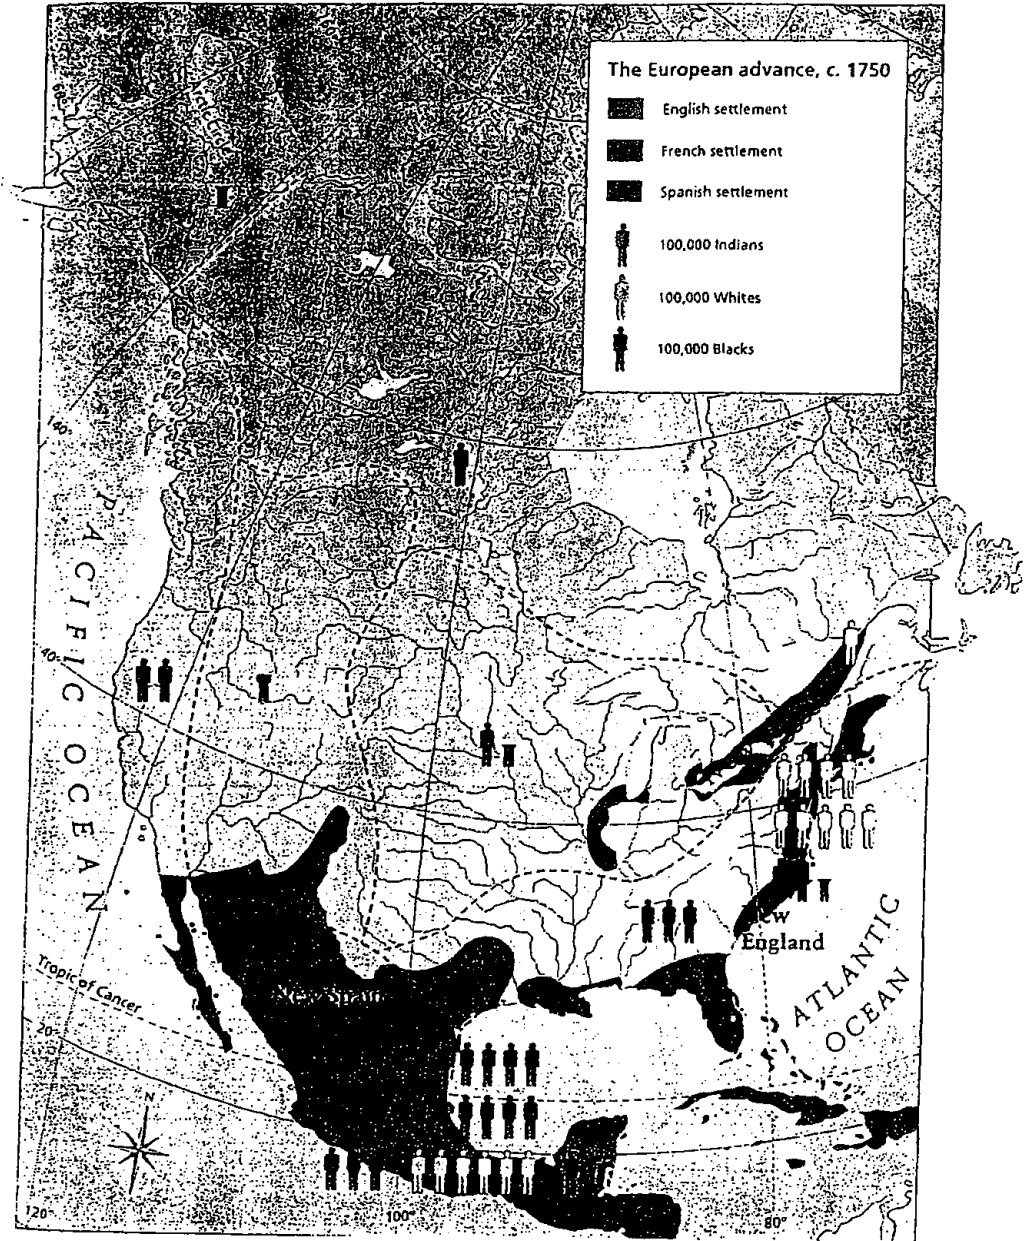 The European advance, c. 1750
English settlement
French settlement
Spanish settlement
100,000 Indians
100,000 Whites
100,000 Blacks
140°
PACIFIC OCEAN
40°
New
England
ATLANTIC
OCEAN
New Spain
Tropic of Cancer
20°
N
120°
100°
80°